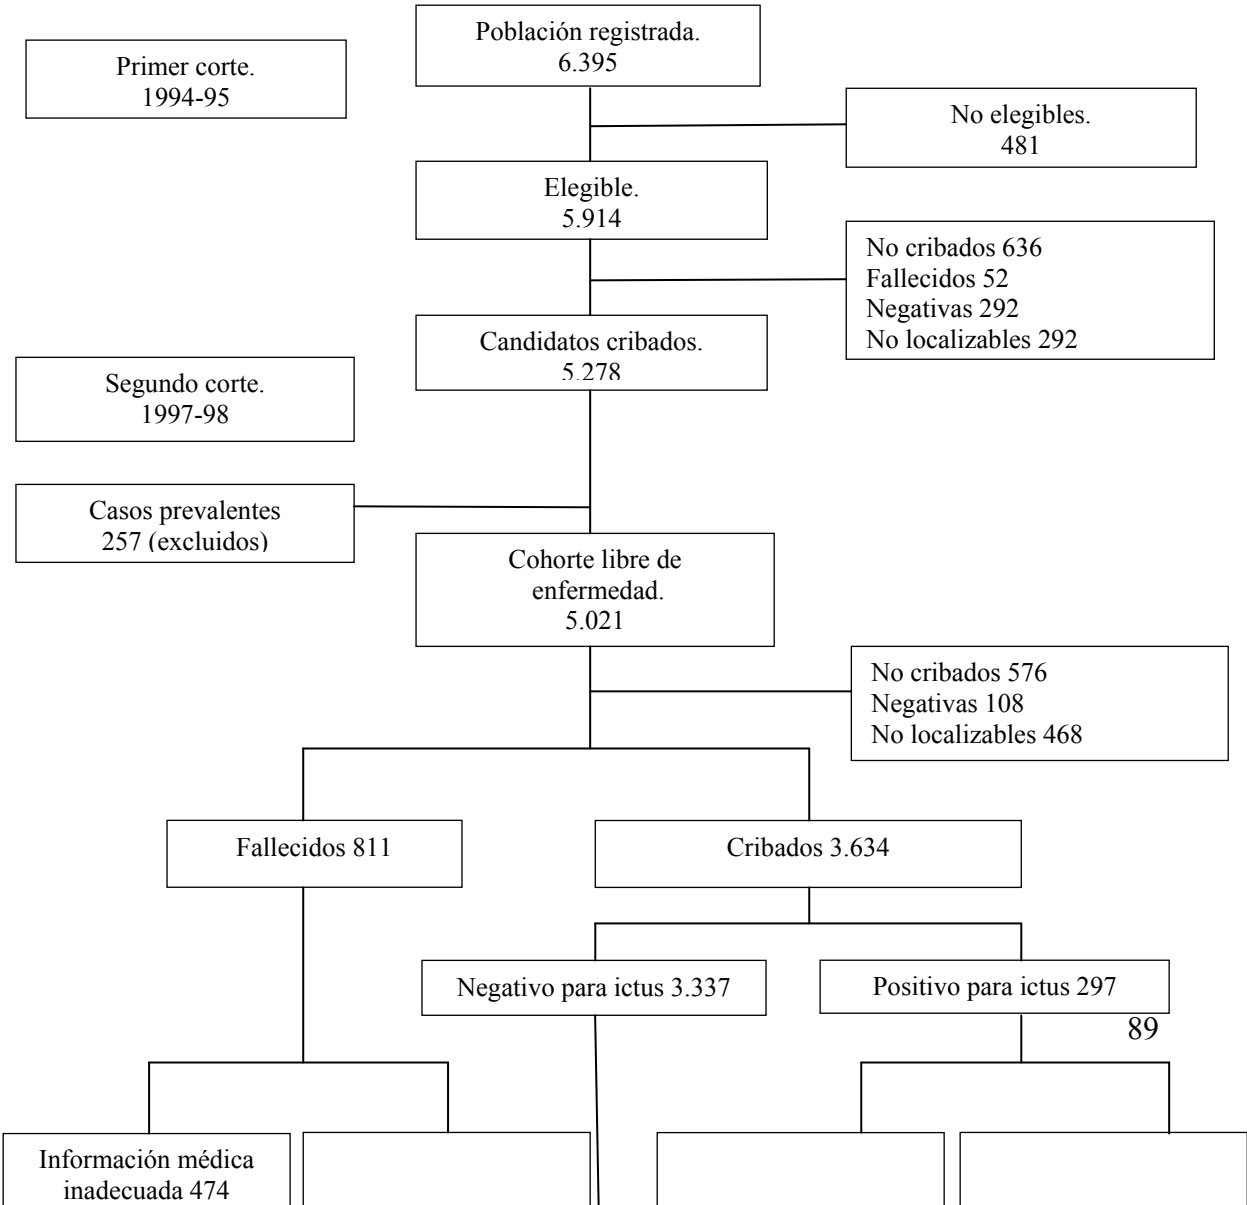 Población registrada.
6.395
Primer corte.
1994-95
No elegibles.
481
Elegible.
5.914
No cribados 636
Fallecidos 52
Negativas 292
No localizables 292
Candidatos cribados.
5.278
Segundo corte.
1997-98
Casos prevalentes
257 (excluidos)
Cohorte libre de
enfermedad.
5.021
No cribados 576
Negativas 108
No localizables 468
Fallecidos 811
Cribados 3.634
Negativo para ictus 3.337
Positivo para ictus 297
89
Información médica
inadecuada 474